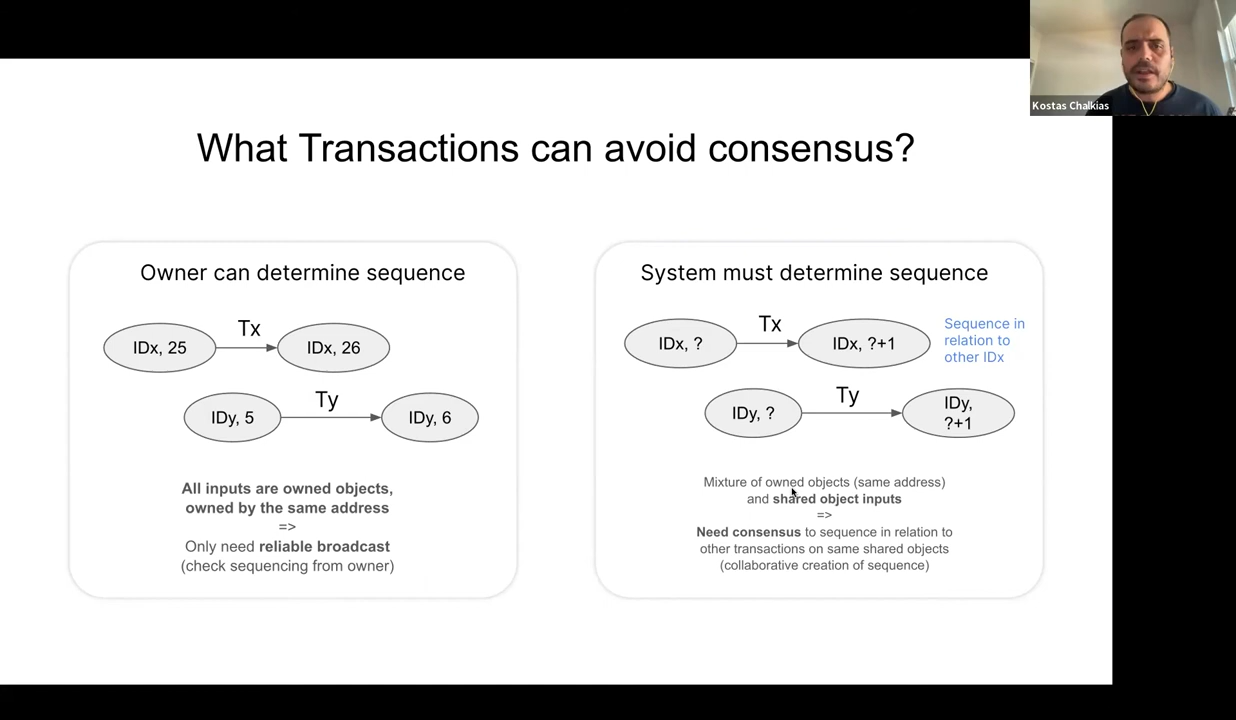 Kostas Chalkias
What Transactions can avoid consensus?
Owner can determine sequence
Tx
IDx, 25
IDx, 26
Ty
IDy, 5
IDy, 6
All inputs are owned objects,
owned by the same address
=>
Only need reliable broadcast
(check sequencing from owner)
System must determine sequence
Tx
IDx, ?
IDx, ?+1
Sequence in
relation to
other IDx
Ty
IDy, ?
IDy,
?+1
Mixture of owned objects (same address)
and shared object inputs
=>
Need consensus to sequence in relation to
other transactions on same shared objects
(collaborative creation of sequence)